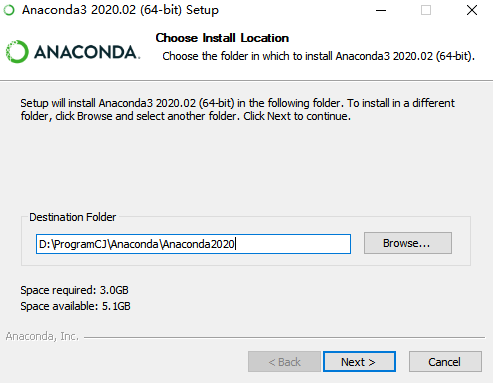 Anaconda3 2020.02 (64-bit) Setup
ANACONDA.
Choose Install Location
Choose the folder in which to install Anaconda3 2020.02 (64-bit).
Setup will install Anaconda3 2020.02 (64-bit) in the following folder. To install in a different
folder, click Browse and select another folder. Click Next to continue.
Destination Folder
D:\ProgramCJ\Anaconda\Anaconda2020
Browse...
Space required: 3.0GB
Space available: 5.1GB
Anaconda, Inc.
< Back
Next >
Cancel